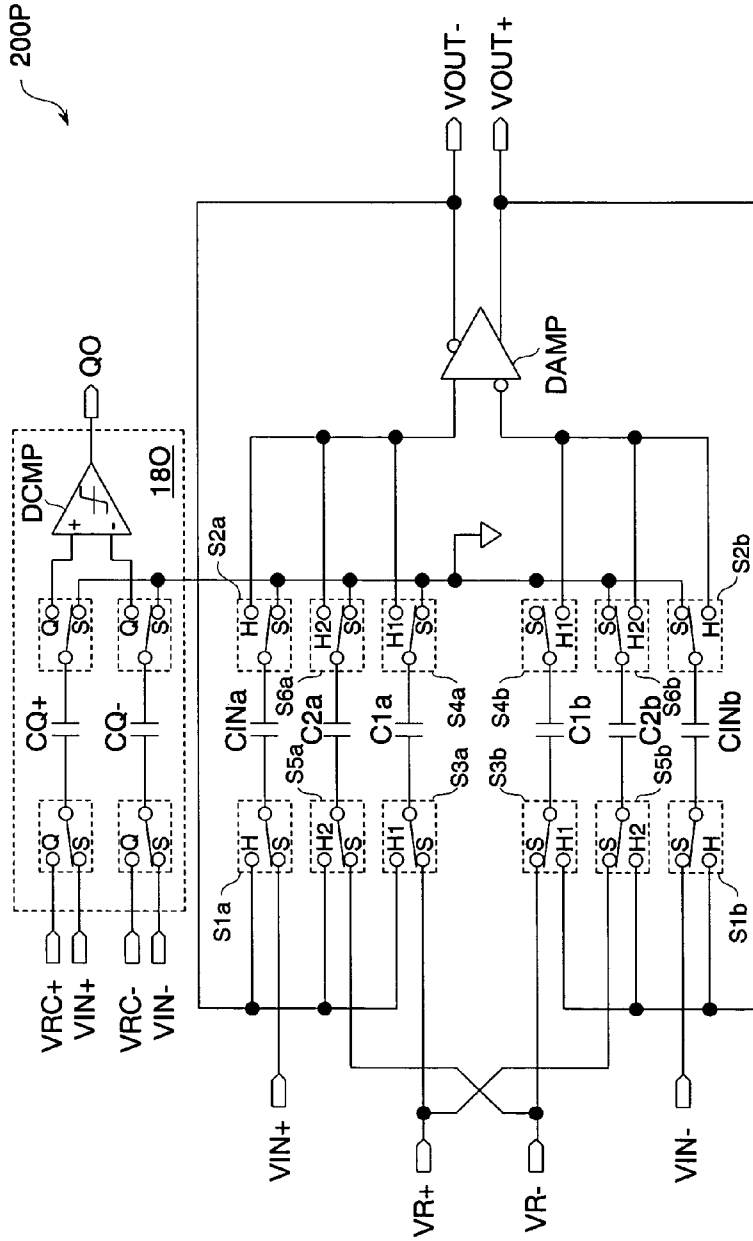 200P
VRC+
VIN+
VRC-
VIN-
Q
S
Q
S
CQ+
CQ-
Q
S
Q
S
DCMP
+
-
180
QO
S1a
H
S
CINa
S2a
H
S
S5a
H2
S
C2a
S6a
H2
S
H1
S
S3a
C1a
S4a
H1
S
VIN+
VR+
VR-
VIN-
S3b
S
H1
C1b
S4b
S
H1
S
H2
S5b
C2b
S6b
S
H2
S1b
S
H
CINb
S2b
S
H
DAMP
VOUT-
VOUT+